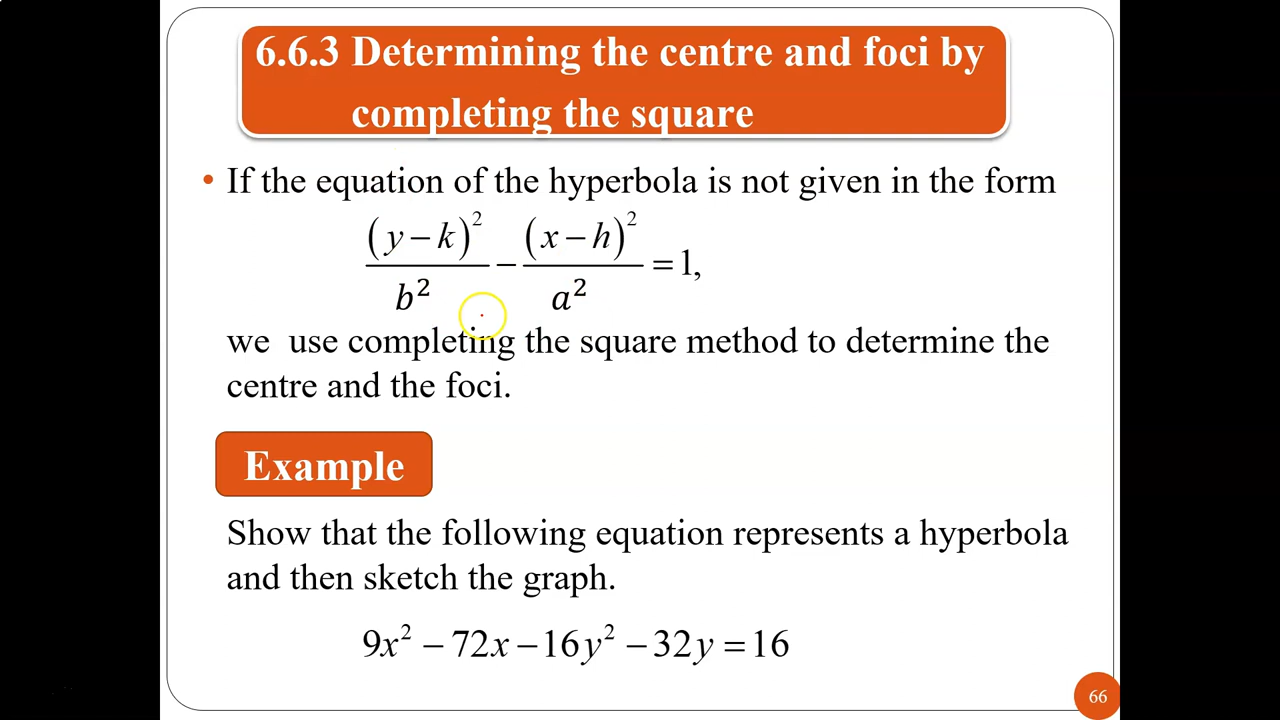 6.6.3 Determining the centre and foci by
completing the square
• If the equation of the hyperbola is not given in the form
(y − k)²/b² − (x − h)²/a² = 1,
we use completing the square method to determine the
centre and the foci.
Example
Show that the following equation represents a hyperbola
and then sketch the graph.
9x² − 72x − 16y² − 32y = 16
66